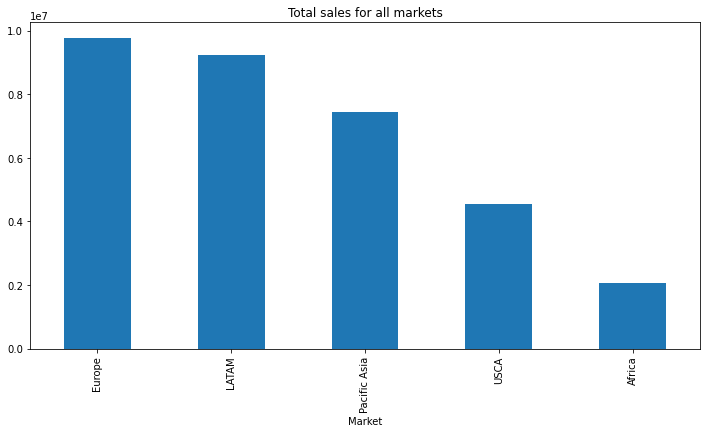 Total sales for all markets
1e7
1.0
0.8
0.6
0.4
0.2
0.0
Europe
LATAM
Pacific Asia
USCA
Africa
Market